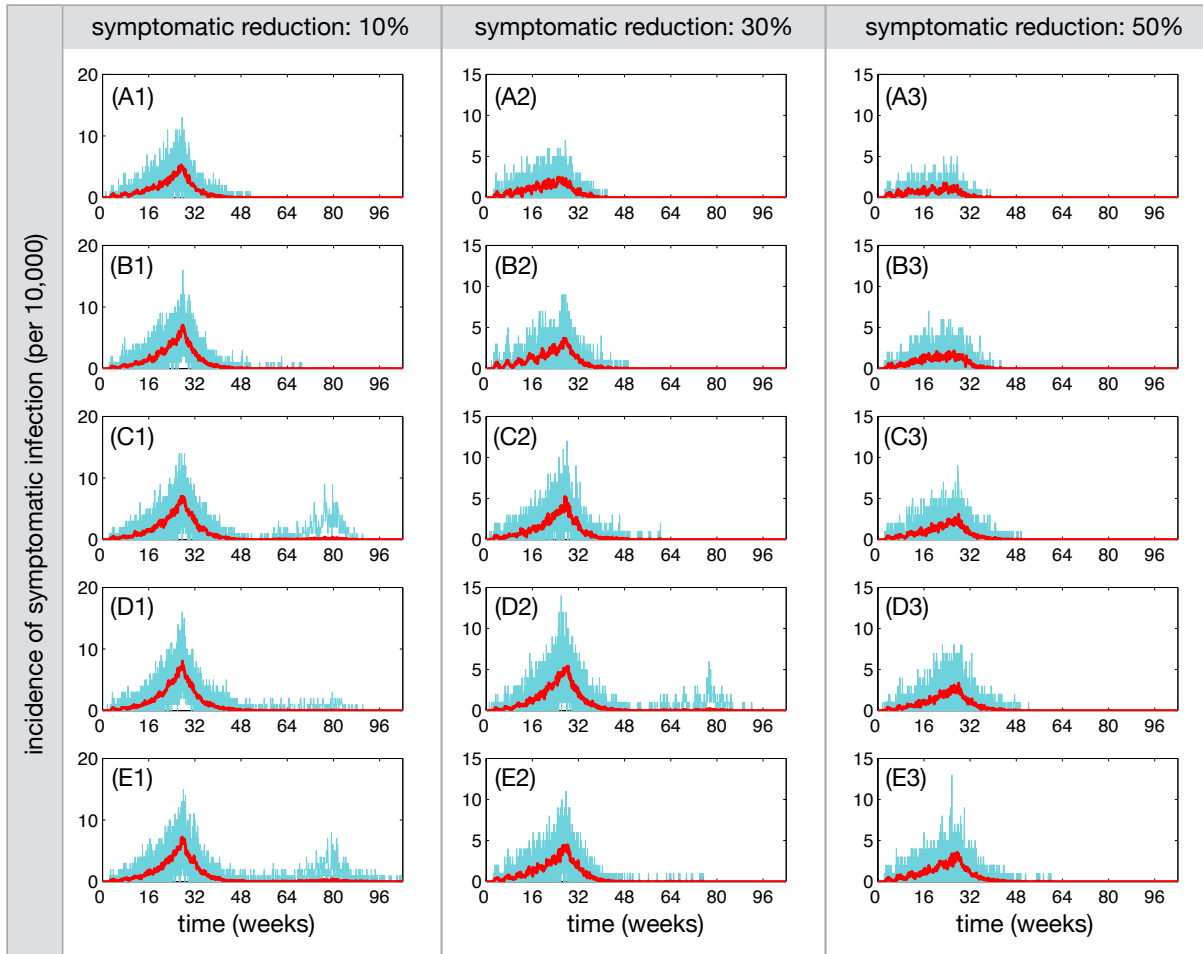 symptomatic reduction: 10% symptomatic reduction: 30% symptomatic reduction: 50%
incidence of symptomatic infection (per 10,000)
20 15 15
(A1) (A2) (A3)
10 10 10
5 5
0 0 0
0 16 32 48 64 80 96 0 16 32 48 64 80 96 0 16 32 48 64 80 96
20 15 15
(B1) (B2) (B3)
10 10 10
5 5
0 0 0
0 16 32 48 64 80 96 0 16 32 48 64 80 96 0 16 32 48 64 80 96
20 15 15
(C1) (C2) (C3)
10 10 10
5 5
0 0 0
0 16 32 48 64 80 96 0 16 32 48 64 80 96 0 16 32 48 64 80 96
20 15 15
(D1) (D2) (D3)
10 10 10
5 5
0 0 0
0 16 32 48 64 80 96 0 16 32 48 64 80 96 0 16 32 48 64 80 96
20 15 15
(E1) (E2) (E3)
10 10 10
5 5
0 0 0
0 16 32 48 64 80 96 0 16 32 48 64 80 96 0 16 32 48 64 80 96
time (weeks) time (weeks) time (weeks)